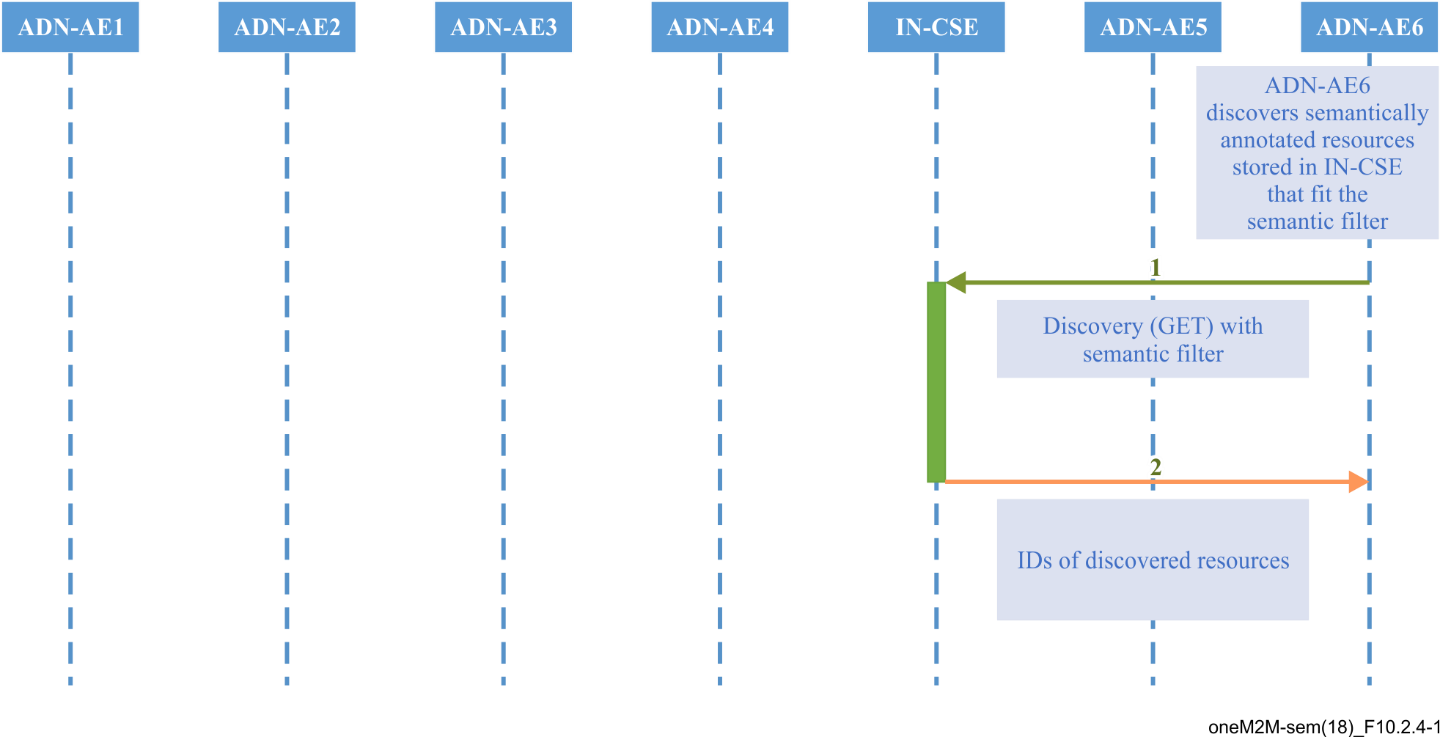 ADN-AE1 ADN-AE2 ADN-AE3 ADN-AE4 IN-CSE ADN-AE5 ADN-AE6
ADN-AE6
discovers semantically
annotated resources
stored in IN-CSE
that fit the
semantic filter
1
Discovery (GET) with
semantic filter
2
IDs of discovered resources
oneM2M-sem(18)_F10.2.4-1